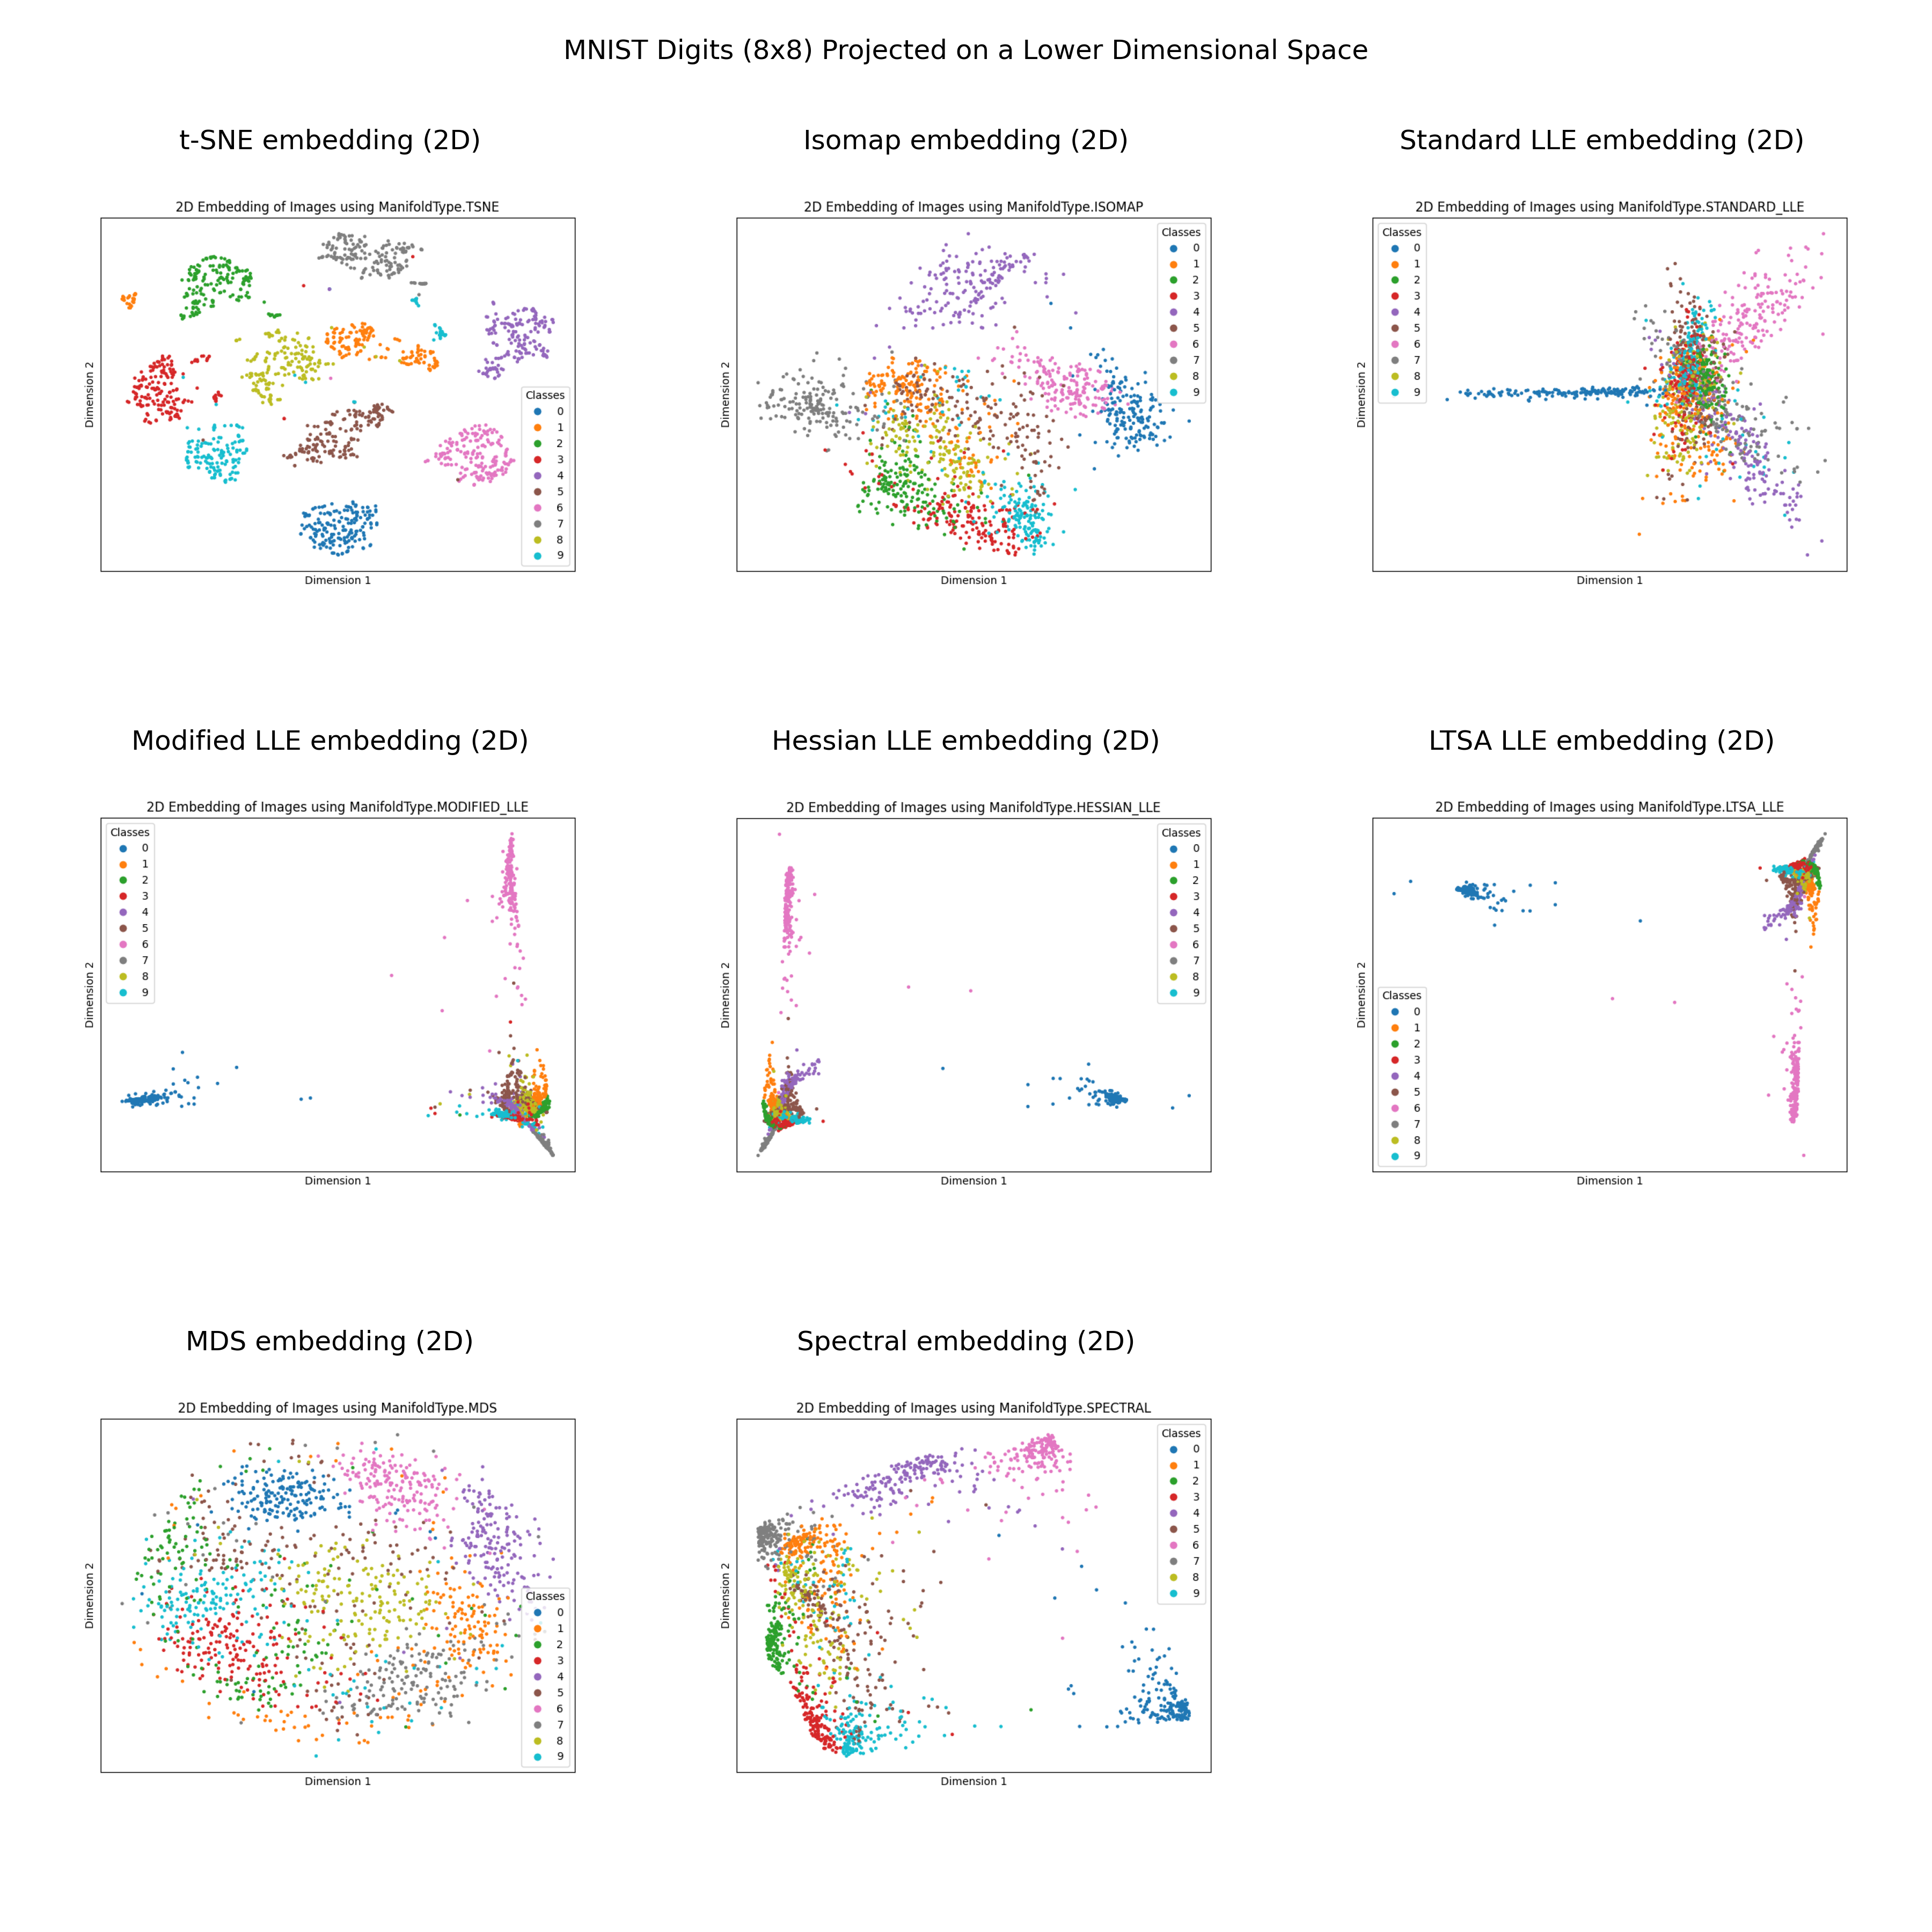 MNIST Digits (8x8) Projected on a Lower Dimensional Space
t-SNE embedding (2D)
2D Embedding of Images using ManifoldType.TSNE
Dimension 2
Classes
0
1
2
3
4
5
6
7
8
9
Dimension 1
Isomap embedding (2D)
2D Embedding of Images using ManifoldType.ISOMAP
Dimension 2
Classes
0
1
2
3
4
5
6
7
8
9
Dimension 1
Standard LLE embedding (2D)
2D Embedding of Images using ManifoldType.STANDARD_LLE
Dimension 2
Classes
0
1
2
3
4
5
6
7
8
9
Dimension 1
Modified LLE embedding (2D)
2D Embedding of Images using ManifoldType.MODIFIED_LLE
Dimension 2
Classes
0
1
2
3
4
5
6
7
8
9
Dimension 1
Hessian LLE embedding (2D)
2D Embedding of Images using ManifoldType.HESSIAN_LLE
Dimension 2
Classes
0
1
2
3
4
5
6
7
8
9
Dimension 1
LTSA LLE embedding (2D)
2D Embedding of Images using ManifoldType.LTSA_LLE
Dimension 2
Classes
0
1
2
3
4
5
6
7
8
9
Dimension 1
MDS embedding (2D)
2D Embedding of Images using ManifoldType.MDS
Dimension 2
Classes
0
1
2
3
4
5
6
7
8
9
Dimension 1
Spectral embedding (2D)
2D Embedding of Images using ManifoldType.SPECTRAL
Dimension 2
Classes
0
1
2
3
4
5
6
7
8
9
Dimension 1